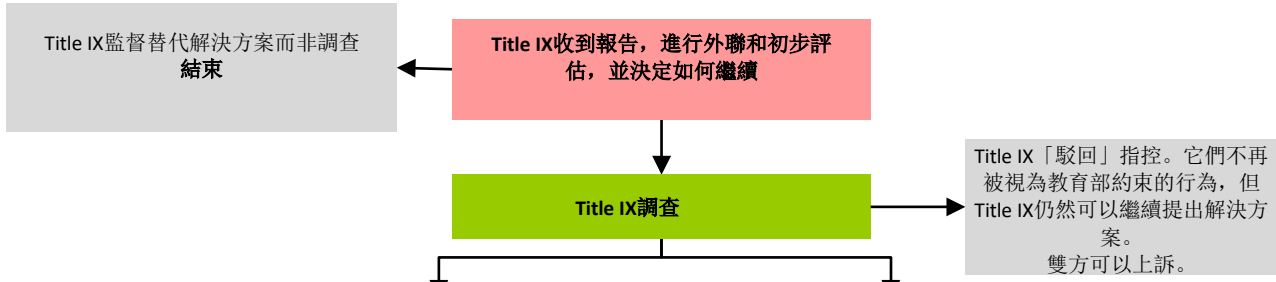 Title IX監督替代解決方案而非調查
結束
Title IX收到報告，進行外聯和初步評
估，並決定如何繼續
Title IX調查
Title IX「駁回」指控。它們不再
被視為教育部約束的行為，但
Title IX仍然可以繼續提出解決方
案。
雙方可以上訴。